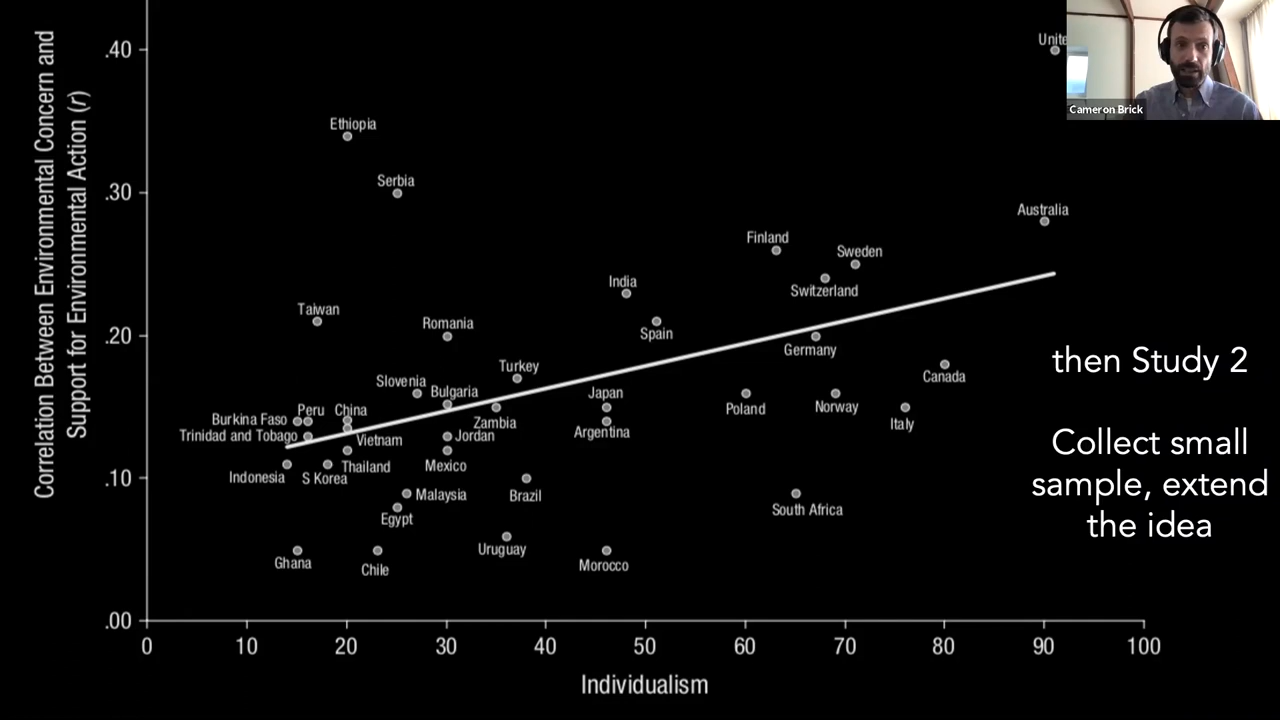 Correlation Between Environmental Concern and
Support for Environmental Action (r)
.40
.30
.20
.10
.00
0
10
20
30
40
50
60
70
80
90
100
Individualism
Unite
Ethiopia
Serbia
Australia
Finland
Sweden
India
Switzerland
Taiwan
Romania
Spain
Germany
Turkey
Canada
Slovenia
Bulgaria
Japan
Zambia
Poland
Norway
Burkina Faso
Peru
China
Argentina
Italy
Trinidad and Tobago
Vietnam
Jordan
Indonesia
S Korea
Thailand
Mexico
Malaysia
Brazil
Egypt
South Africa
Uruguay
Ghana
Chile
Morocco
Cameron Brick
then Study 2
Collect small
sample, extend
the idea